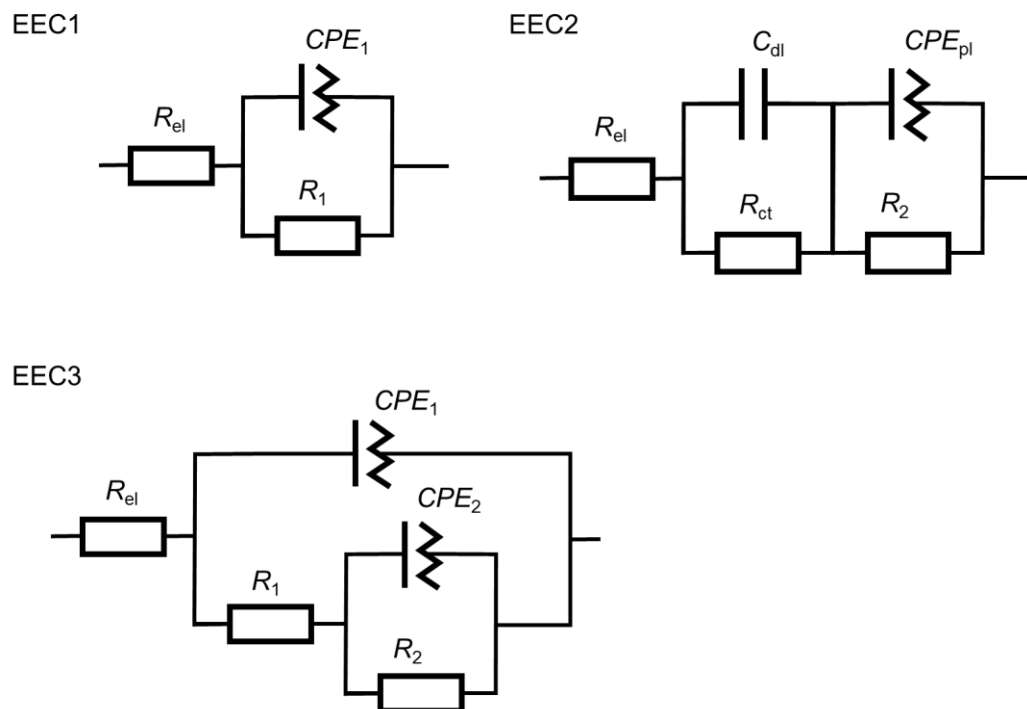 EEC1
CPE1
Rel
R1
EEC2
Cdl
CPEpl
Rel
Rct
R2
EEC3
CPE1
Rel
CPE2
R1
R2